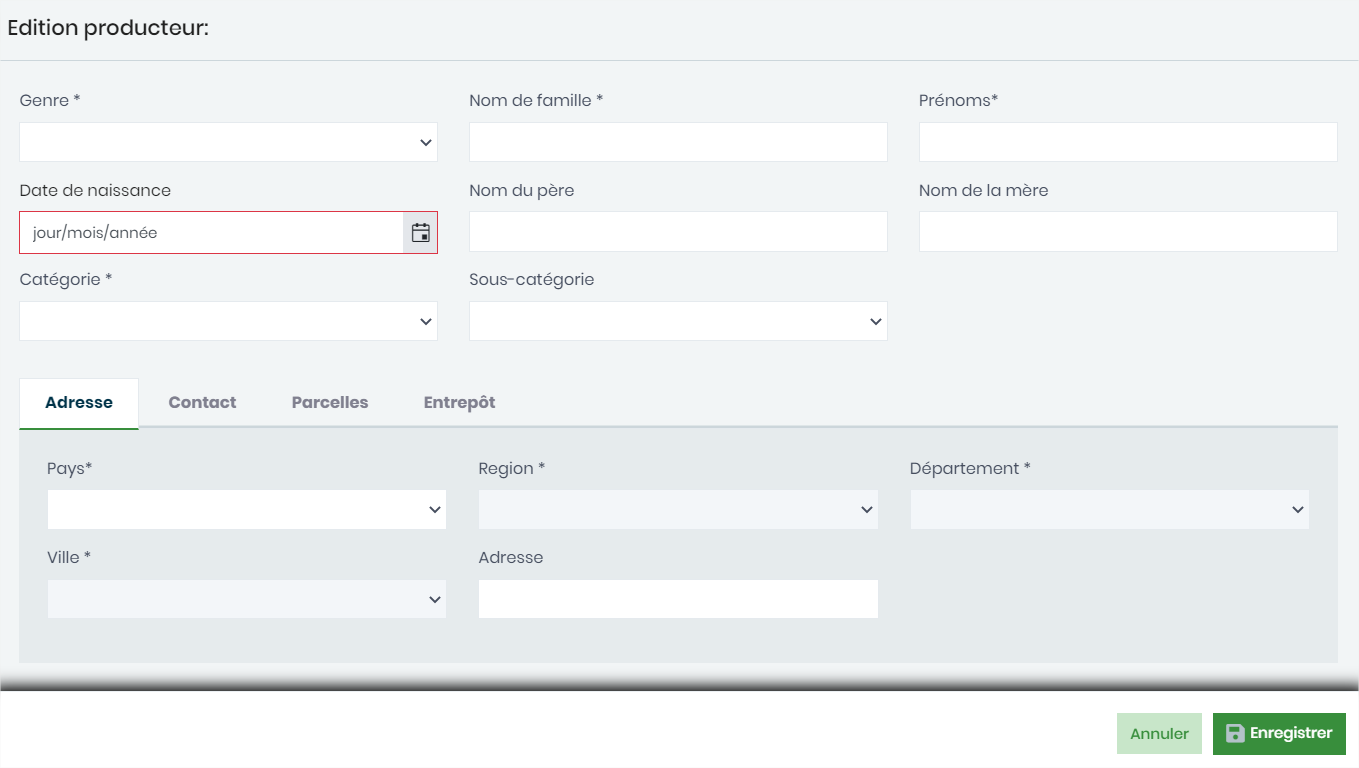 Edition producteur:
Genre * Nom de famille * Prénoms*
Date de naissance Nom du père Nom de la mère
jour/mois/année
Catégorie * Sous-catégorie
Adresse Contact Parcelles Entrepôt
Pays* Region * Département *
Ville * Adresse
Annuler Enregistrer